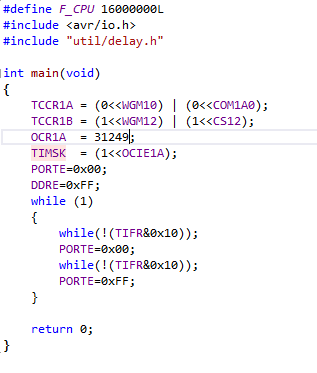 #define F_CPU 16000000L
#include <avr/io.h>
#include "util/delay.h"
int main(void)
{
TCCR1A = (0<<WGM10) | (0<<COM1A0);
TCCR1B = (1<<WGM12) | (1<<CS12);
OCR1A = 31249;
TIMSK = (1<<OCIE1A);
PORTE=0x00;
DDRE=0xFF;
while (1)
{
while(!(TIFR&0x10));
PORTE=0x00;
while(!(TIFR&0x10));
PORTE=0xFF;
}
return 0;
}